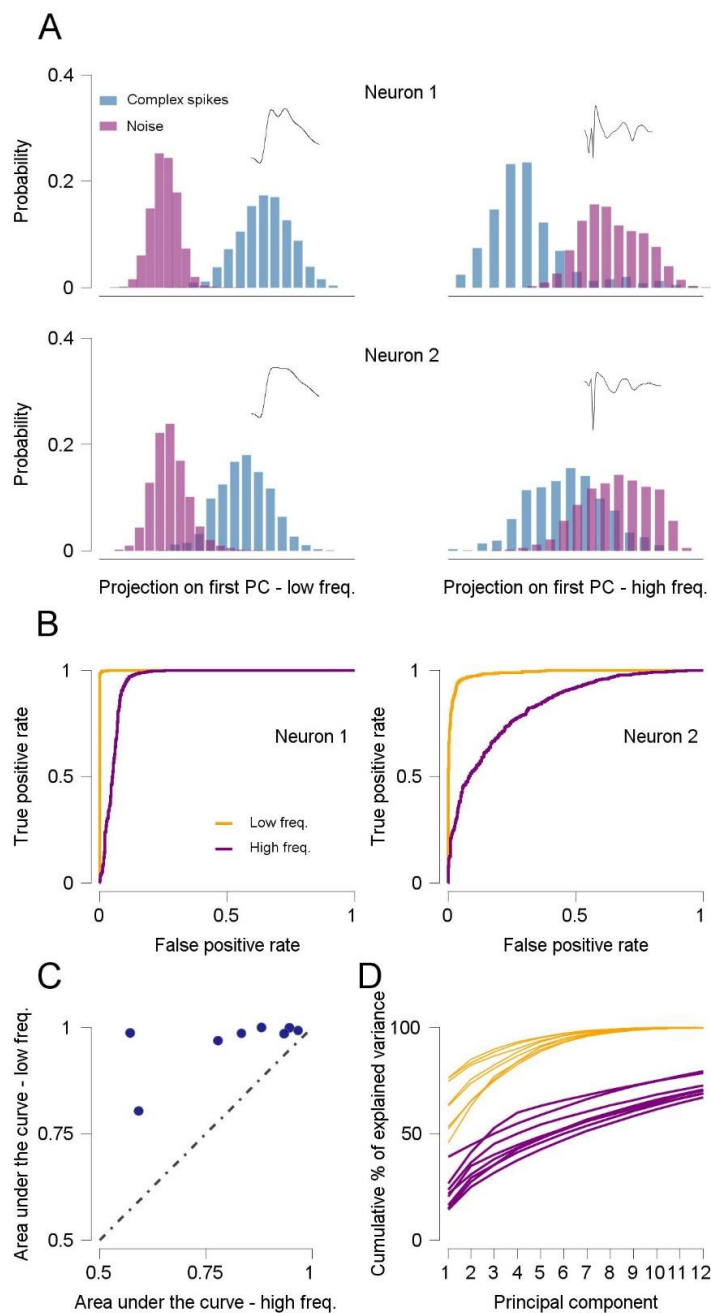 A
0.4
Complex spikes
Noise
Neuron 1
Probability
0.2
0
Neuron 2
0.4
Probability
0.2
0
Projection on first PC - low freq.
Projection on first PC - high freq.
B
1
True positive rate
0.5
0
Neuron 1
Low freq.
High freq.
0
0.5
1
False positive rate
1
True positive rate
0.5
0
Neuron 2
0
0.5
1
False positive rate
C
Area under the curve - low freq.
1
0.75
0.5
0.5
0.75
1
Area under the curve - high freq.
D
Cumulative % of explained variance
100
50
0
1 2 3 4 5 6 7 8 9 10 11 12
Principal component